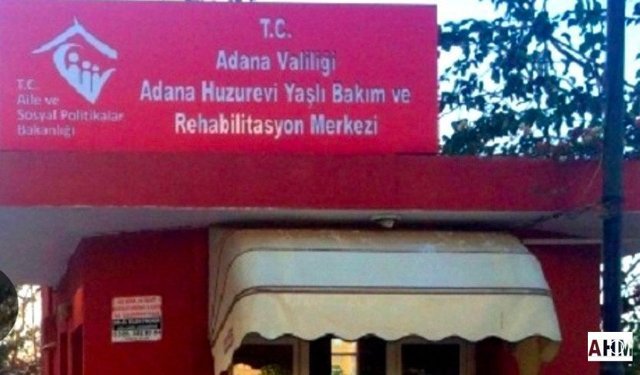 T.C.
Adana Valiliği
Adana Huzurevi Yaşlı Bakım ve
Rehabilitasyon Merkezi
T.C.
Aile ve
Sosyal Politikalar
Bakanlığı
AHM